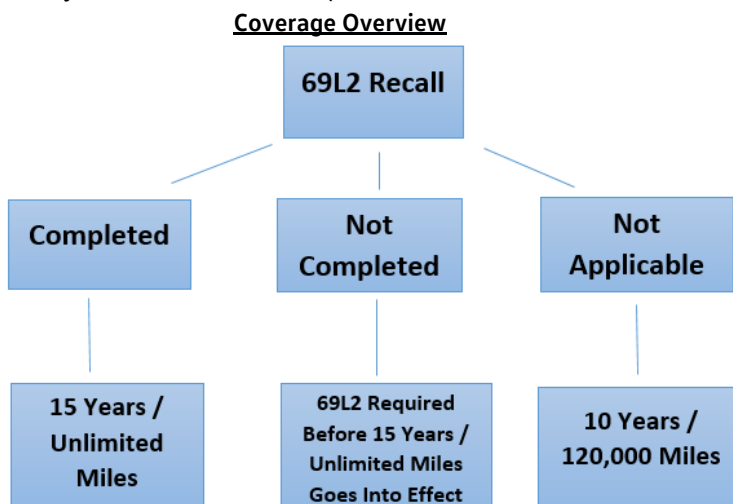 Coverage Overview
69L2 Recall
Completed
Not
Completed
Not
Applicable
15 Years /
Unlimited
Miles
69L2 Required
Before 15 Years /
Unlimited Miles
Goes Into Effect
10 Years /
120,000 Miles